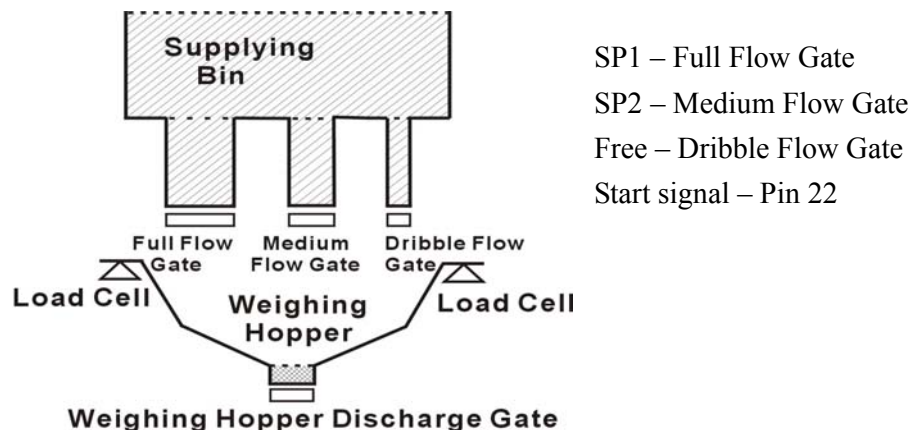 Supplying
Bin
Full Flow
Gate
Medium
Flow Gate
Dribble Flow
Gate
Load Cell
Weighing
Hopper
Load Cell
Weighing Hopper Discharge Gate
SP1 – Full Flow Gate
SP2 – Medium Flow Gate
Free – Dribble Flow Gate
Start signal – Pin 22